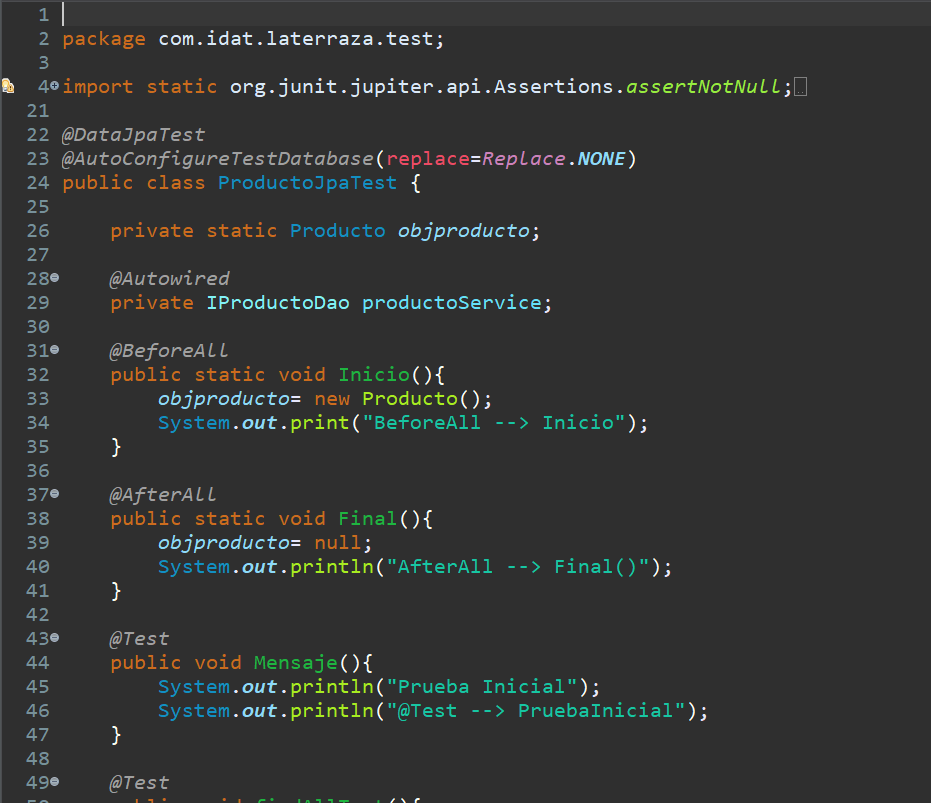 1
2 package com.idat.laterraza.test;
3
4 import static org.junit.jupiter.api.Assertions.assertNotNull;
21
22 @DataJpaTest
23 @AutoConfigureTestDatabase(replace=Replace.NONE)
24 public class ProductoJpaTest {
25
26     private static Producto objproducto;
27
28     @Autowired
29     private IProductoDao productoService;
30
31     @BeforeAll
32     public static void Inicio(){
33         objproducto= new Producto();
34         System.out.print("BeforeAll --> Inicio");
35     }
36
37     @AfterAll
38     public static void Final(){
39         objproducto= null;
40         System.out.println("AfterAll --> Final()");
41     }
42
43     @Test
44     public void Mensaje(){
45         System.out.println("Prueba Inicial");
46         System.out.println("@Test --> PruebaInicial");
47     }
48
49     @Test
50     public void findAllTest(){